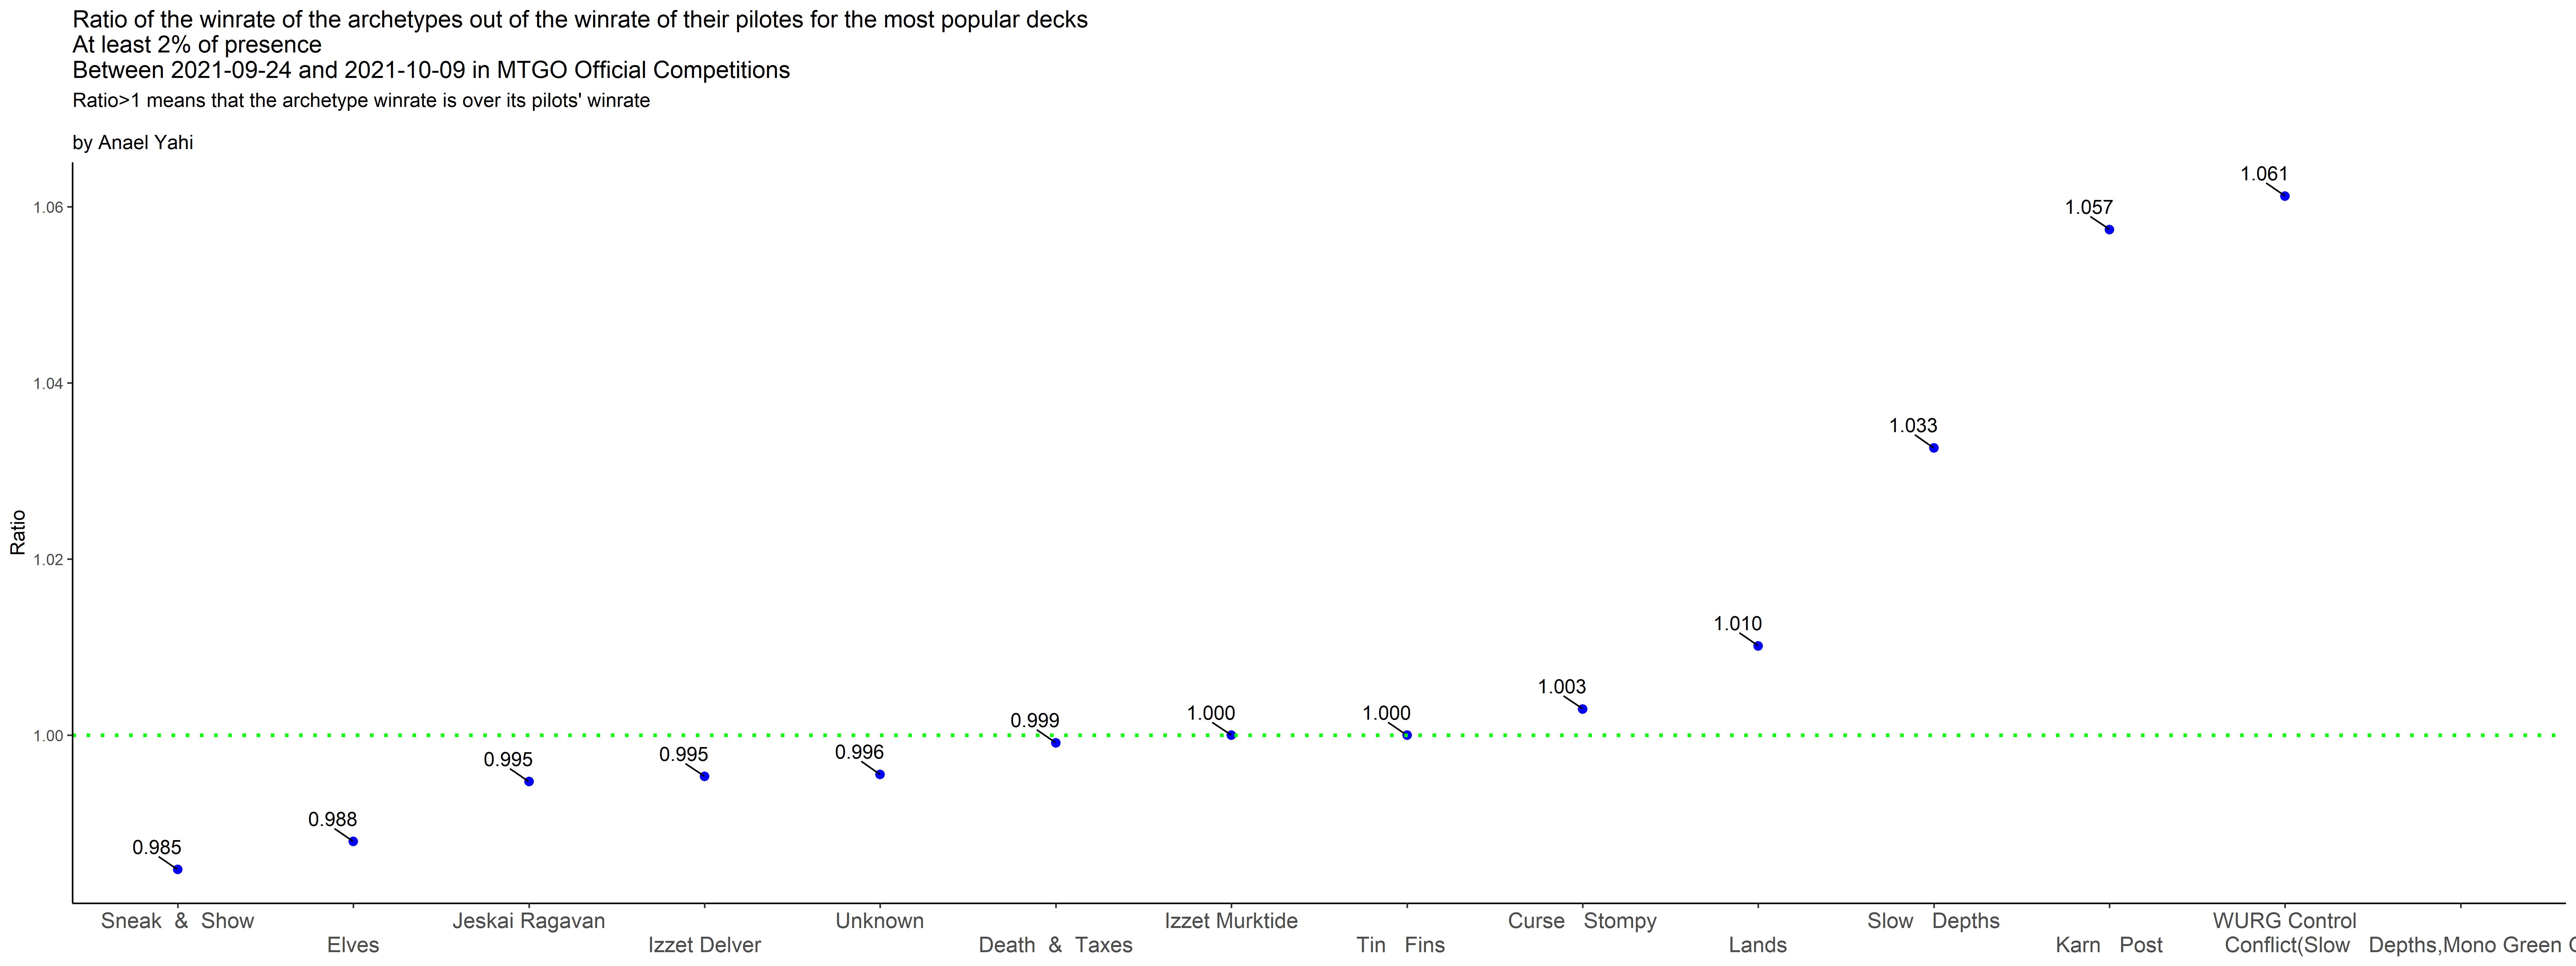 Ratio of the winrate of the archetypes out of the winrate of their pilotes for the most popular decks
At least 2% of presence
Between 2021-09-24 and 2021-10-09 in MTGO Official Competitions
Ratio>1 means that the archetype winrate is over its pilots' winrate
by Anael Yahi
1.061
1.06
1.057
1.04
1.033
Ratio
1.02
1.010
1.003
1.000
1.000
0.999
1.00
0.996
0.995
0.995
0.988
0.985
Sneak & Show
Jeskai Ragavan
Unknown
Izzet Murktide
Curse Stompy
Slow Depths
WURG Control
Elves
Izzet Delver
Death & Taxes
Tin Fins
Lands
Karn Post
Conflict(Slow Depths,Mono Green